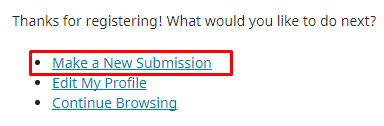 Thanks for registering! What would you like to do next?
• Make a New Submission
• Edit My Profile
• Continue Browsing